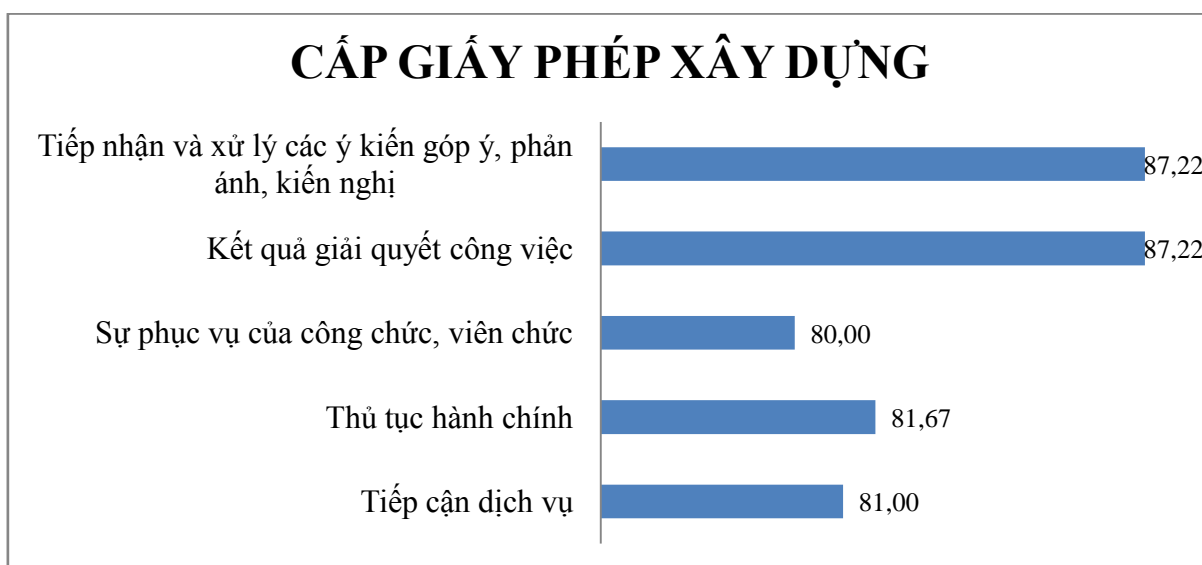 CẤP GIẤY PHÉP XÂY DỰNG
Tiếp nhận và xử lý các ý kiến góp ý, phản
ánh, kiến nghị
87,22
Kết quả giải quyết công việc
87,22
Sự phục vụ của công chức, viên chức
80,00
Thủ tục hành chính
81,67
Tiếp cận dịch vụ
81,00